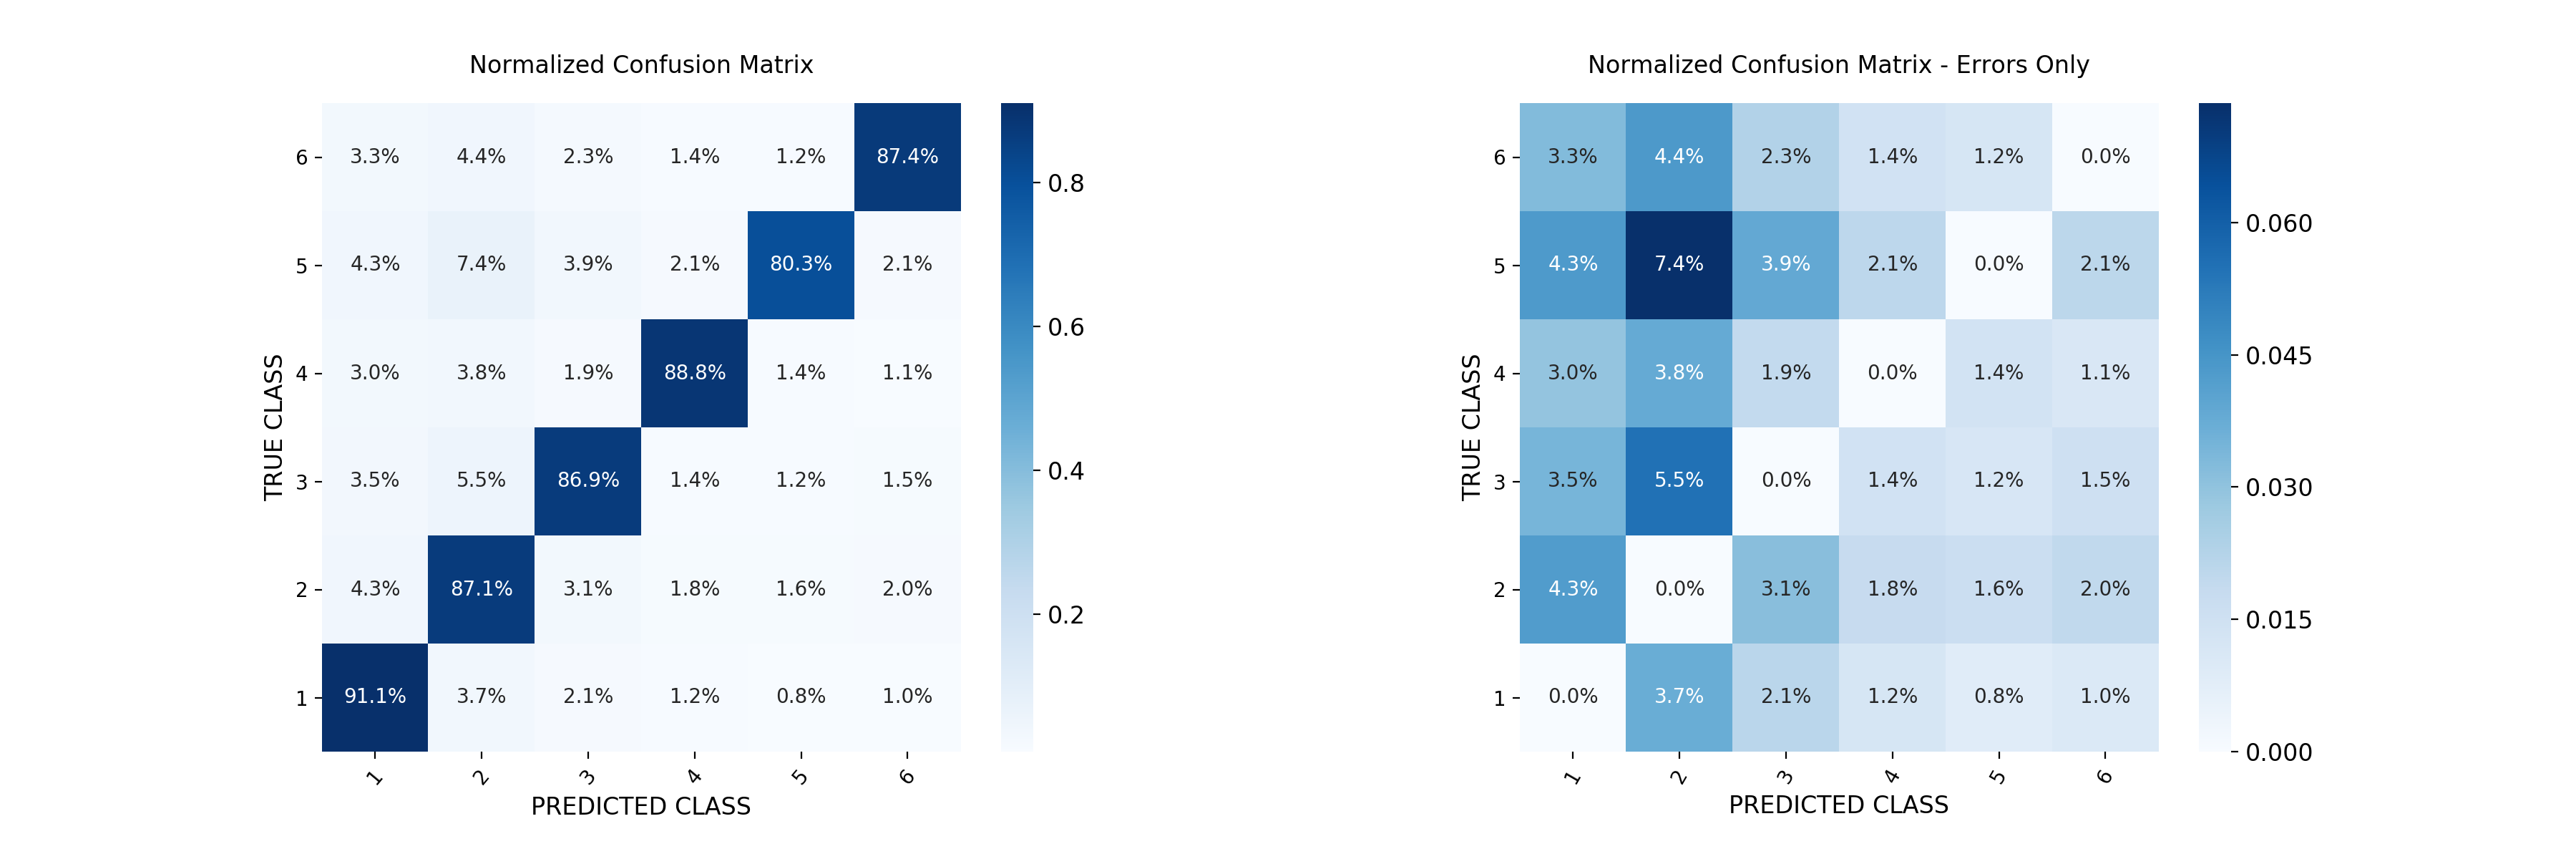 Normalized Confusion Matrix
6 3.3% 4.4% 2.3% 1.4% 1.2% 87.4%
5 4.3% 7.4% 3.9% 2.1% 80.3% 2.1%
4 3.0% 3.8% 1.9% 88.8% 1.4% 1.1%
3 3.5% 5.5% 86.9% 1.4% 1.2% 1.5%
2 4.3% 87.1% 3.1% 1.8% 1.6% 2.0%
1 91.1% 3.7% 2.1% 1.2% 0.8% 1.0%
1 2 3 4 5 6
TRUE CLASS
PREDICTED CLASS
0.8
0.6
0.4
0.2
Normalized Confusion Matrix - Errors Only
6 3.3% 4.4% 2.3% 1.4% 1.2% 0.0%
5 4.3% 7.4% 3.9% 2.1% 0.0% 2.1%
4 3.0% 3.8% 1.9% 0.0% 1.4% 1.1%
3 3.5% 5.5% 0.0% 1.4% 1.2% 1.5%
2 4.3% 0.0% 3.1% 1.8% 1.6% 2.0%
1 0.0% 3.7% 2.1% 1.2% 0.8% 1.0%
1 2 3 4 5 6
TRUE CLASS
PREDICTED CLASS
0.060
0.045
0.030
0.015
0.000